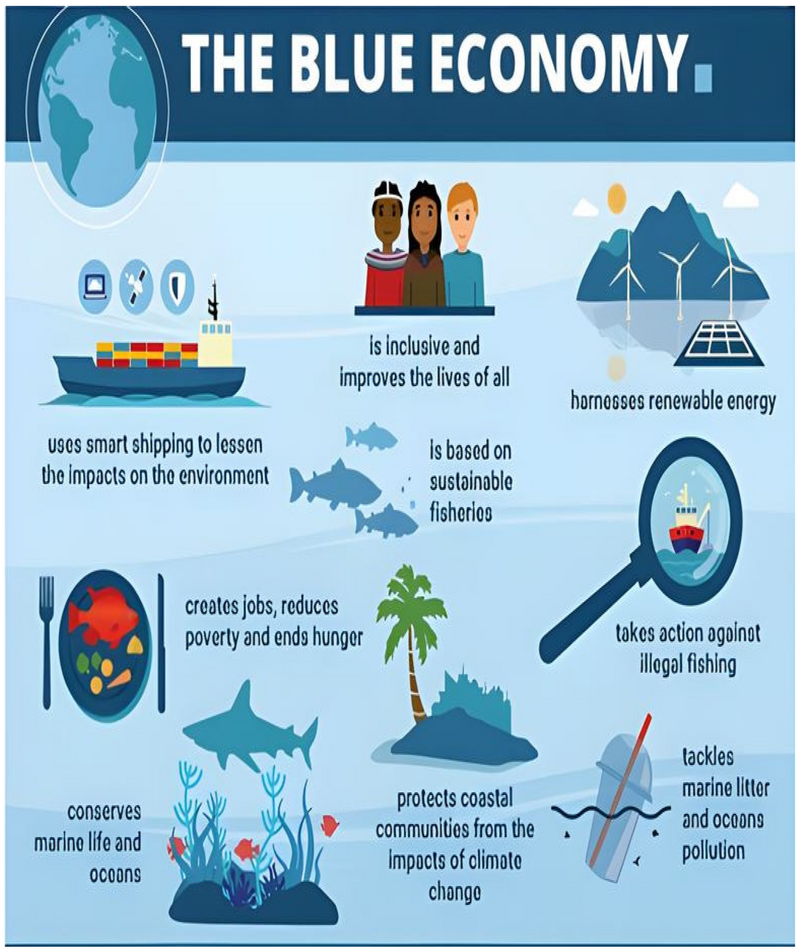 THE BLUE ECONOMY
is inclusive and
improves the lives of all
harnesses renewable energy
uses smart shipping to lessen
the impacts on the environment
is based on
sustainable
fisheries
creates jobs, reduces
poverty and ends hunger
takes action against
illegal fishing
conserves
marine life and
oceans
protects coastal
communities from the
impacts of climate
change
tackles
marine litter
and oceans
pollution